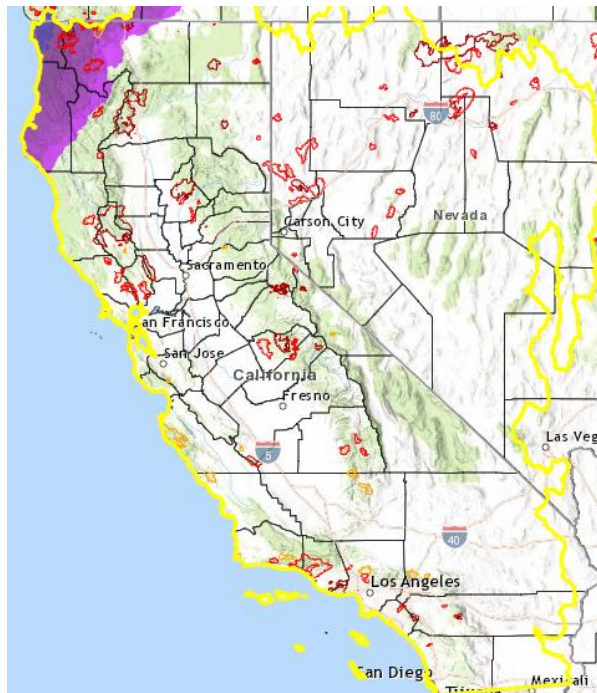 80
Nevada
Carson City
Sacramento
San Francisco
San Jose
California
Fresno
5
Las Veg
40
Los Angeles
San Diego
Mexicali